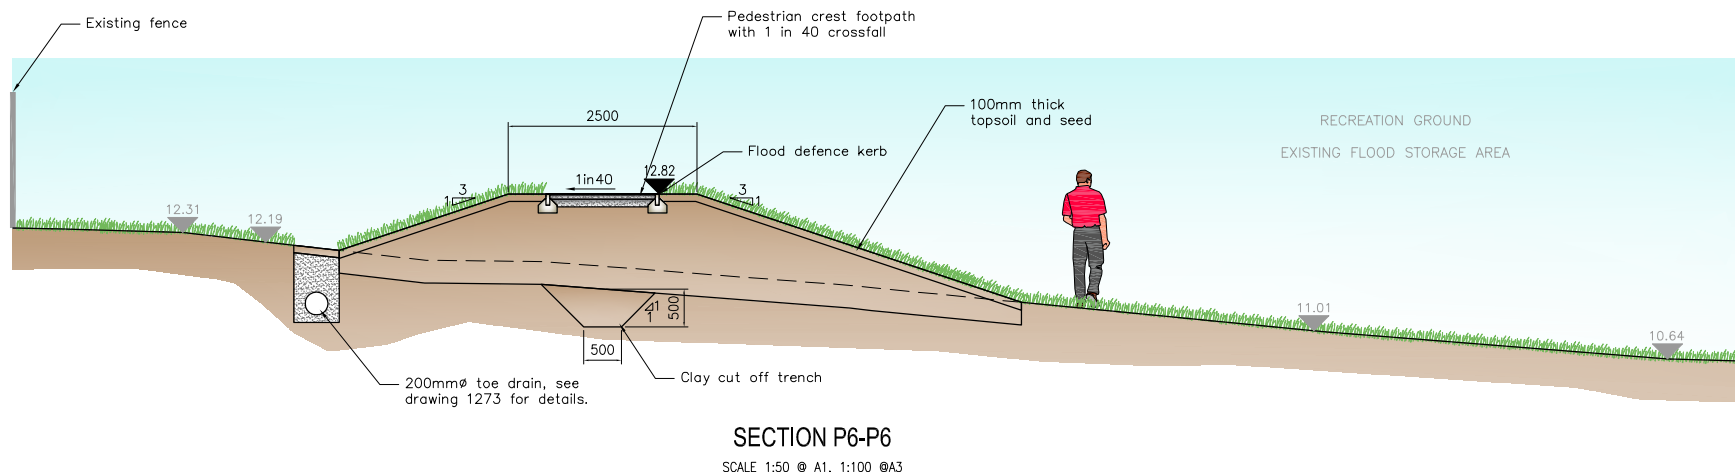 Existing fence
Pedestrian crest footpath
with 1 in 40 crossfall
2500
100mm thick
topsoil and seed
RECREATION GROUND
EXISTING FLOOD STORAGE AREA
Flood defence kerb
12.82
1in40
3
1
3
1
12.31
12.19
11.01
10.64
1
1
500
500
Clay cut off trench
200mmø toe drain, see
drawing 1273 for details.
SECTION P6-P6
SCALE 1:50 @ A1, 1:100 @A3